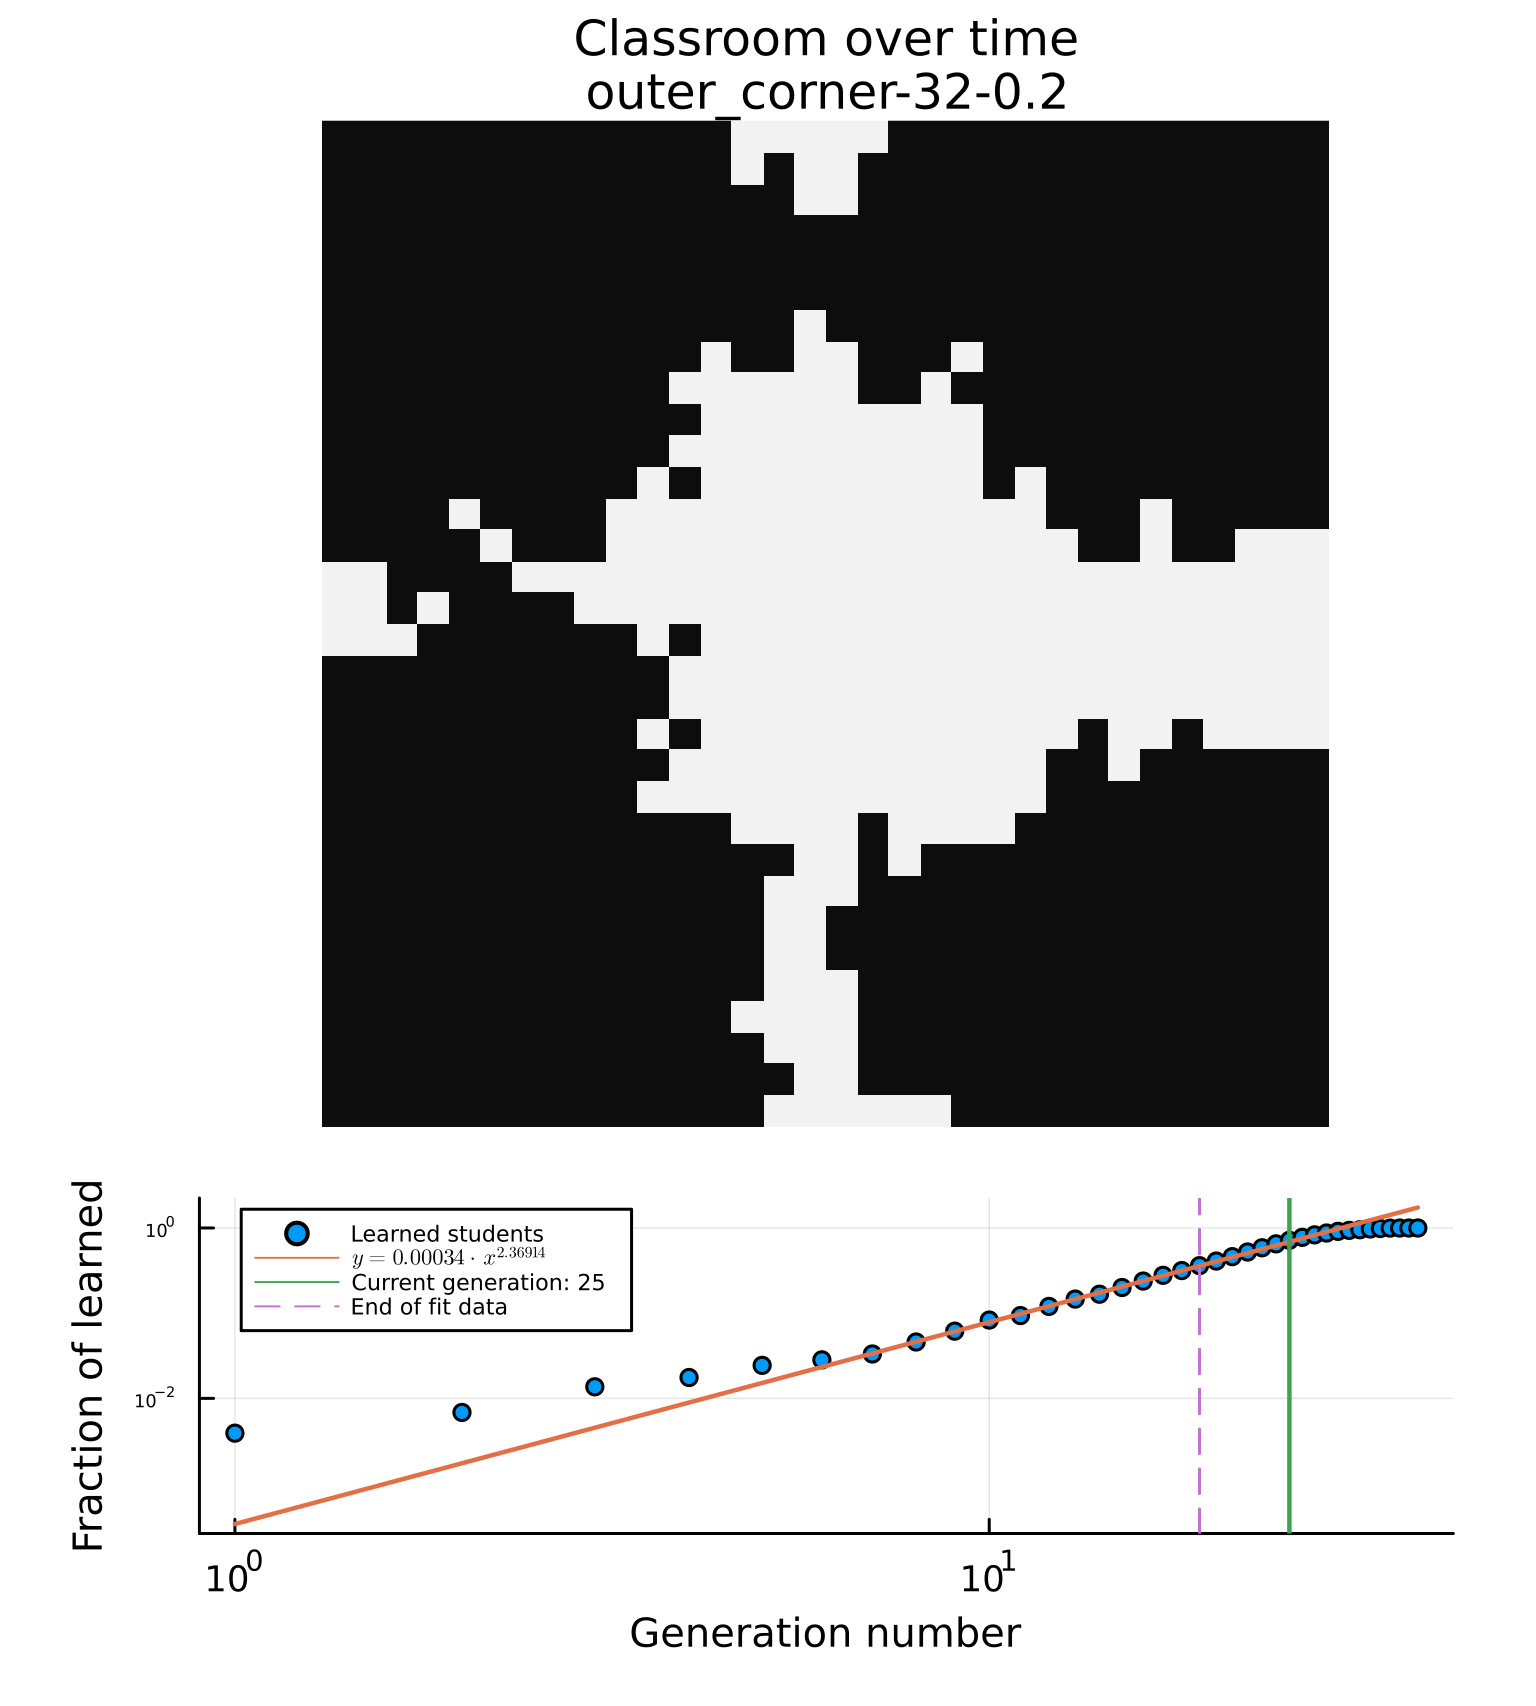 Classroom over time
outer_corner-32-0.2
Fraction of learned
10^0
10^-2
Learned students
y = 0.00034 · x^2.36914
Current generation: 25
End of fit data
10^0
10^1
Generation number